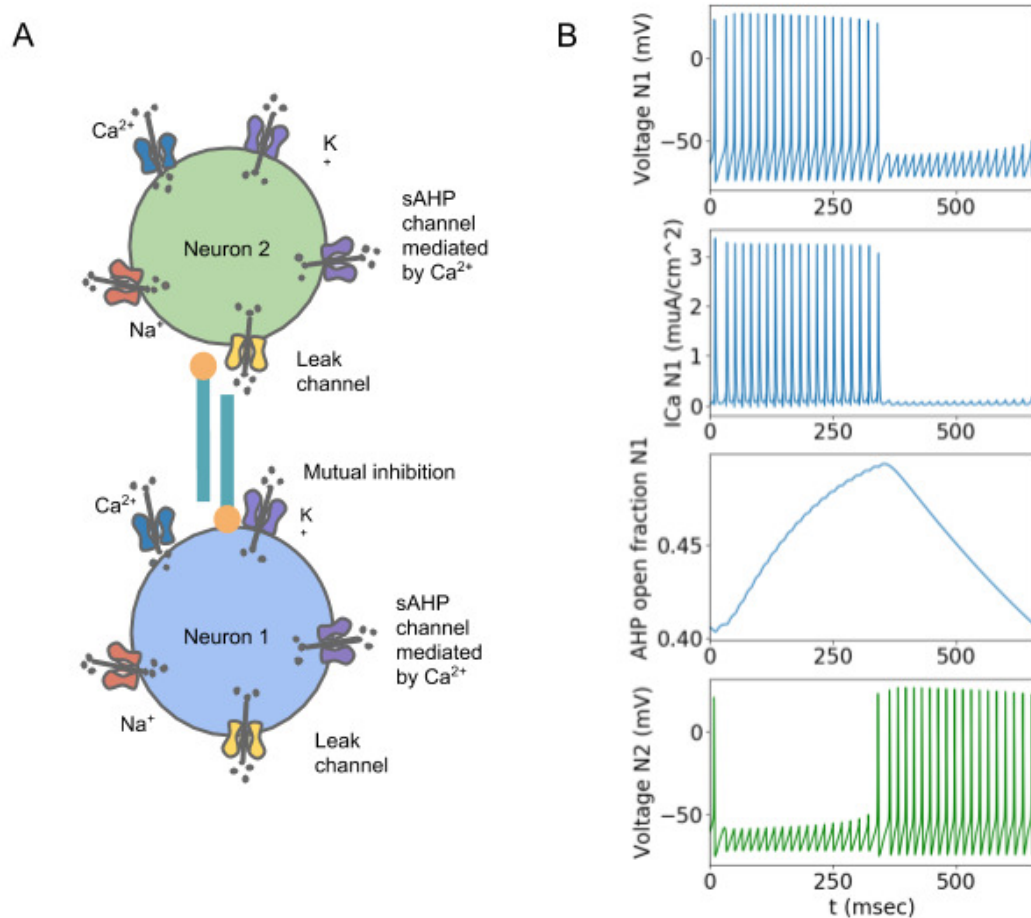 A
Ca2+
K
+
Neuron 2
sAHP
channel
mediated
by Ca2+
Na+
Leak
channel
Mutual inhibition
Ca2+
K
+
Neuron 1
sAHP
channel
mediated
by Ca2+
Na+
Leak
channel
B
Voltage N1 (mV)
0
−50
0
250
500
ICa N1 (muA/cm^2)
3
2
1
0
0
250
500
AHP open fraction N1
0.45
0.40
0
250
500
Voltage N2 (mV)
0
−50
0
250
500
t (msec)